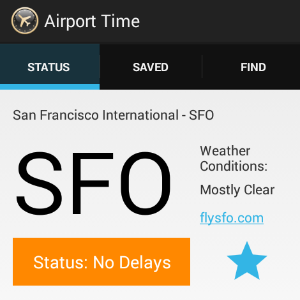 Airport Time
STATUS SAVED FIND
San Francisco International - SFO
SFO
Weather
Conditions:
Mostly Clear
flysfo.com
Status: No Delays